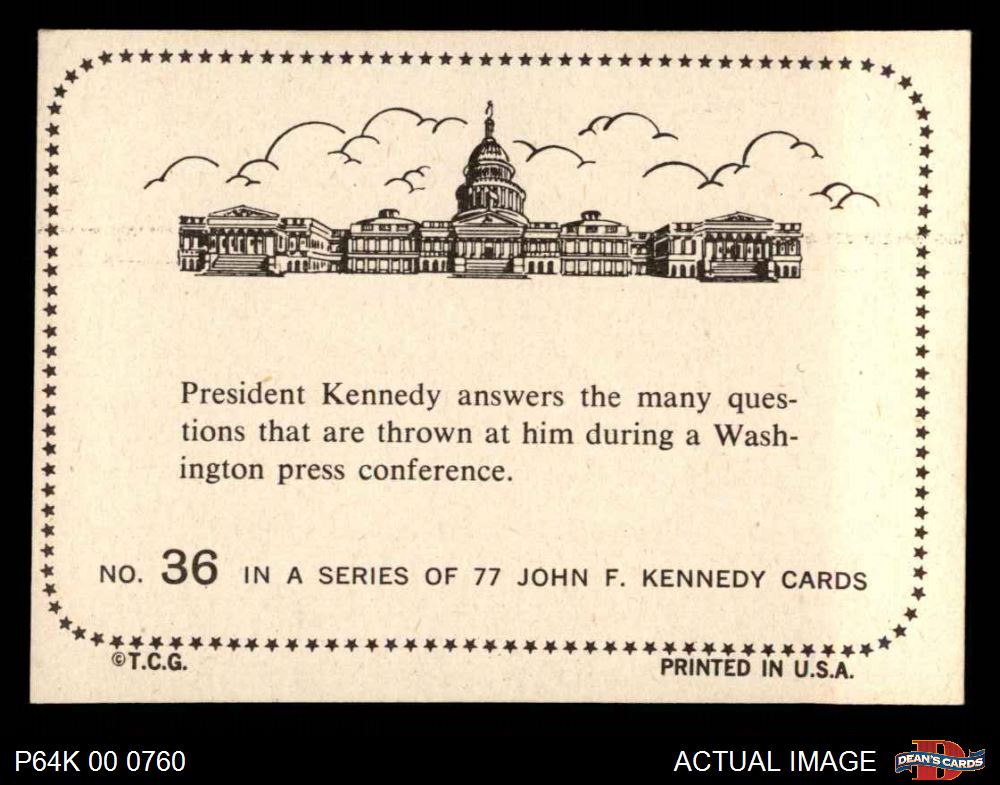 President Kennedy answers the many ques-
tions that are thrown at him during a Wash-
ington press conference.
NO. 36 IN A SERIES OF 77 JOHN F. KENNEDY CARDS
©T.C.G.
PRINTED IN U.S.A.
P64K 00 0760
ACTUAL IMAGE
D
DEAN'S CARDS